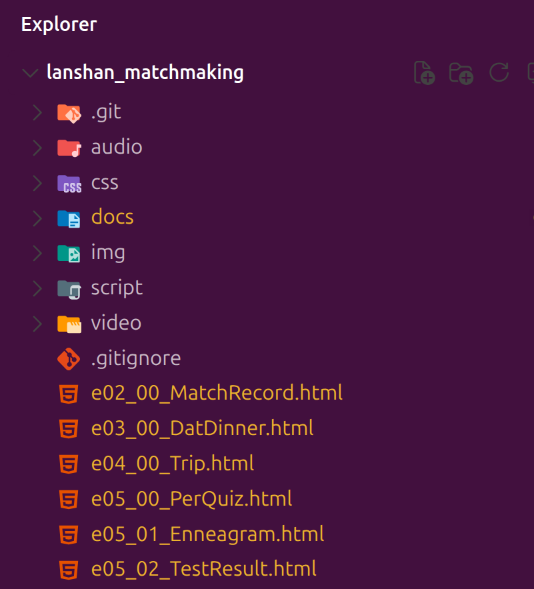 Explorer
lanshan_matchmaking
.git
audio
css
docs
img
script
video
.gitignore
e02_00_MatchRecord.html
e03_00_DatDinner.html
e04_00_Trip.html
e05_00_PerQuiz.html
e05_01_Enneagram.html
e05_02_TestResult.html